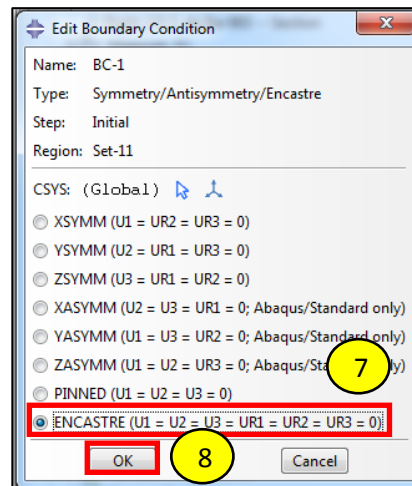 Edit Boundary Condition
Name: BC-1
Type: Symmetry/Antisymmetry/Encastre
Step: Initial
Region: Set-11
CSYS: (Global)
XSYMM (U1 = UR2 = UR3 = 0)
YSYMM (U2 = UR1 = UR3 = 0)
ZSYMM (U3 = UR1 = UR2 = 0)
XASYMM (U2 = U3 = UR1 = 0; Abaqus/Standard only)
YASYMM (U1 = U3 = UR2 = 0; Abaqus/Standard only)
ZASYMM (U1 = U2 = UR3 = 0; Abaqus/Sta ly)
7
PINNED (U1 = U2 = U3 = 0)
ENCASTRE (U1 = U2 = U3 = UR1 = UR2 = UR3 = 0)
OK 8 Cancel